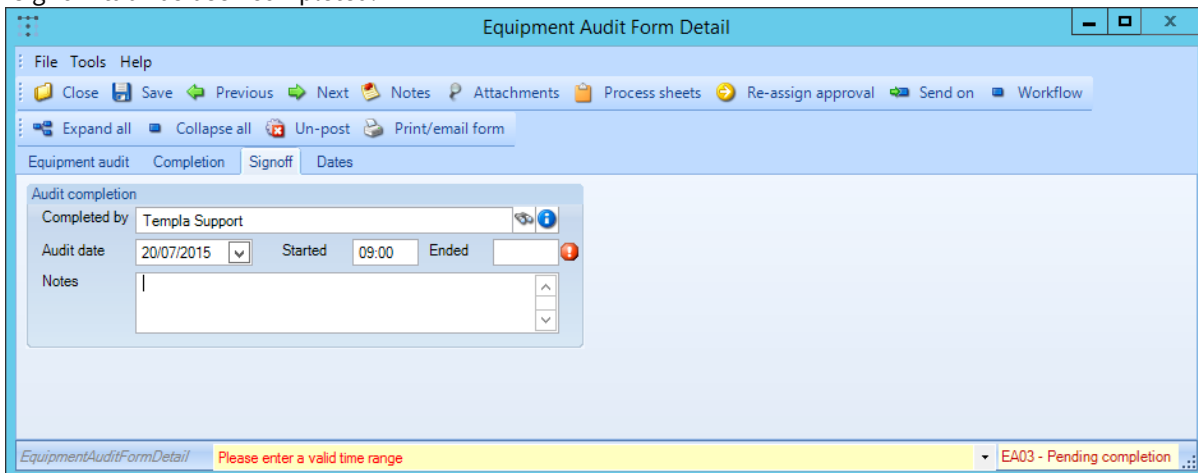 Equipment Audit Form Detail
File Tools Help
Close Save Previous Next Notes Attachments Process sheets Re-assign approval Send on Workflow
Expand all Collapse all Un-post Print/email form
Equipment audit Completion Signoff Dates
Audit completion
Completed by Templa Support
Audit date 20/07/2015 Started 09:00 Ended
Notes
EquipmentAuditFormDetail Please enter a valid time range EA03 - Pending completion